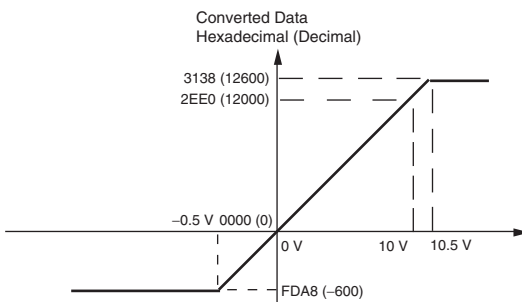 Converted Data
Hexadecimal (Decimal)
3138 (12600)
2EE0 (12000)
−0.5 V 0000 (0)
0 V
10 V
10.5 V
FDA8 (−600)